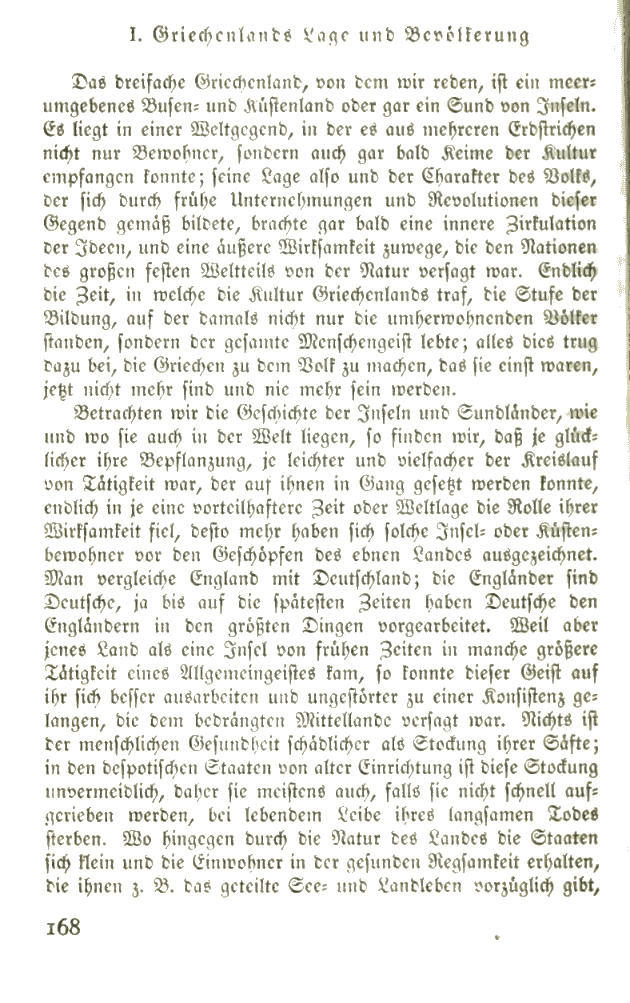 I. Griechenlands Lage und Bevölkerung
Das dreifache Griechenland, von dem wir reden, ist ein meer-
umgebenes Busen- und Küstenland oder gar ein Sund von Inseln.
Es liegt in einer Weltgegend, in der es aus mehreren Erdstrichen
nicht nur Bewohner, sondern auch gar bald Keime der Kultur
empfangen konnte; seine Lage also und der Charakter des Volks,
der sich durch frühe Unternehmungen und Revolutionen dieser
Gegend gemäß bildete, brachte gar bald eine innere Zirkulation
der Ideen, und eine äußere Wirksamkeit zuwege, die den Nationen
des großen festen Weltteils von der Natur versagt war. Endlich
die Zeit, in welche die Kultur Griechenlands traf, die Stufe der
Bildung, auf der damals nicht nur die umherwohnenden Völker
standen, sondern der gesamte Menschengeist lebte; alles dies trug
dazu bei, die Griechen zu dem Volk zu machen, das sie einst waren,
jetzt nicht mehr sind und nie mehr sein werden.
Betrachten wir die Geschichte der Inseln und Sundländer, wie
und wo sie auch in der Welt liegen, so finden wir, daß je glück-
licher ihre Bepflanzung, je leichter und vielfacher der Kreislauf
von Tätigkeit war, der auf ihnen in Gang gesetzt werden konnte,
endlich in je eine vorteilhaftere Zeit oder Weltlage die Rolle ihrer
Wirksamkeit fiel, desto mehr haben sich solche Insel- oder Küsten-
bewohner vor den Geschöpfen des ebnen Landes ausgezeichnet.
Man vergleiche England mit Deutschland; die Engländer sind
Deutsche, ja bis auf die spätesten Zeiten haben Deutsche den
Engländern in den größten Dingen vorgearbeitet. Weil aber
jenes Land als eine Insel von frühen Zeiten in manche größere
Tätigkeit eines Allgemeingeistes kam, so konnte dieser Geist auf
ihr sich besser ausarbeiten und ungestörter zu einer Konsistenz ge-
langen, die dem bedrängten Mittellande versagt war. Nichts ist
der menschlichen Gesundheit schädlicher als Stockung ihrer Säfte;
in den despotischen Staaten von alter Einrichtung ist diese Stockung
unvermeidlich, daher sie meistens auch, falls sie nicht schnell auf-
gerieben werden, bei lebendem Leibe ihres langsamen Todes
sterben. Wo hingegen durch die Natur des Landes die Staaten
sich klein und die Einwohner in der gesunden Regsamkeit erhalten,
die ihnen z. B. das geteilte See- und Landleben vorzüglich gibt,
168